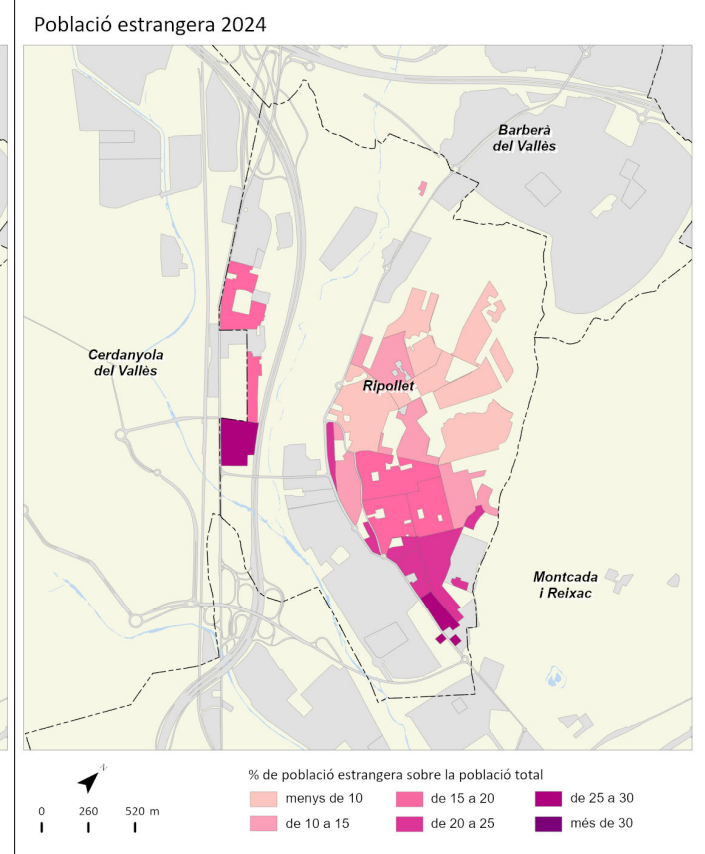 Població estrangera 2024
Barberà
del Vallès
Cerdanyola
del Vallès
Ripollet
Montcada
i Reixac
N
0 260 520 m
% de població estrangera sobre la població total
menys de 10
de 15 a 20
de 25 a 30
de 10 a 15
de 20 a 25
més de 30